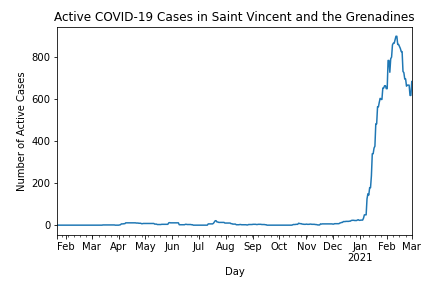 Active COVID-19 Cases in Saint Vincent and the Grenadines
Number of Active Cases
800
600
400
200
0
Feb Mar Apr May Jun Jul Aug Sep Oct Nov Dec Jan Feb Mar
2021
Day